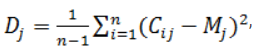 D_j = \frac{1}{n-1} \sum_{i=1}^{n} (C_{ij} - M_j)^2,